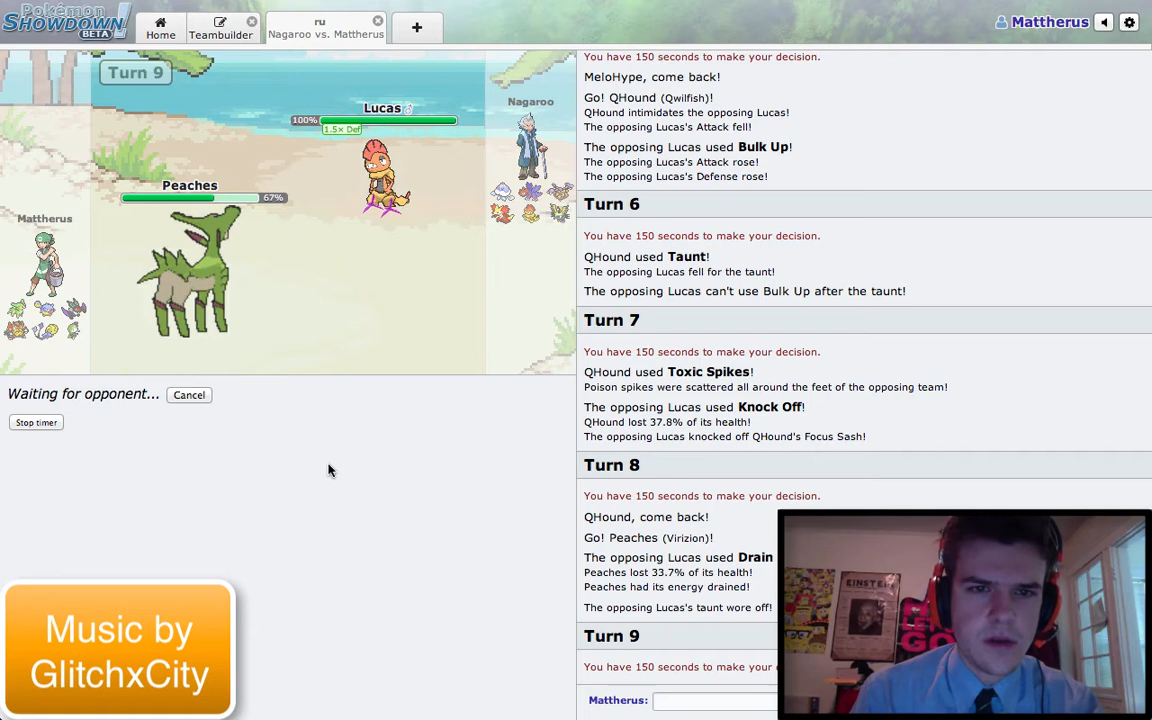 Pokémon
SHOWDOWN!
BETA
Home
Teambuilder
ru
Nagaroo vs. Mattherus
+
Mattherus
Turn 9
Lucas
100%
1.5× Def
Peaches
67%
Nagaroo
Mattherus
Waiting for opponent...
Cancel
Stop timer
Music by
GlitchxCity
You have 150 seconds to make your decision.
MeloHype, come back!
Go! QHound (Qwilfish)!
QHound intimidates the opposing Lucas!
The opposing Lucas's Attack fell!
The opposing Lucas used Bulk Up!
The opposing Lucas's Attack rose!
The opposing Lucas's Defense rose!
Turn 6
You have 150 seconds to make your decision.
QHound used Taunt!
The opposing Lucas fell for the taunt!
The opposing Lucas can't use Bulk Up after the taunt!
Turn 7
You have 150 seconds to make your decision.
QHound used Toxic Spikes!
Poison spikes were scattered all around the feet of the opposing team!
The opposing Lucas used Knock Off!
QHound lost 37.8% of its health!
The opposing Lucas knocked off QHound's Focus Sash!
Turn 8
You have 150 seconds to make your decision.
QHound, come back!
Go! Peaches (Virizion)!
The opposing Lucas used Drain
Peaches lost 33.7% of its health!
Peaches had its energy drained!
The opposing Lucas's taunt wore off!
Turn 9
You have 150 seconds to make your
Mattherus:
EINSTEIN